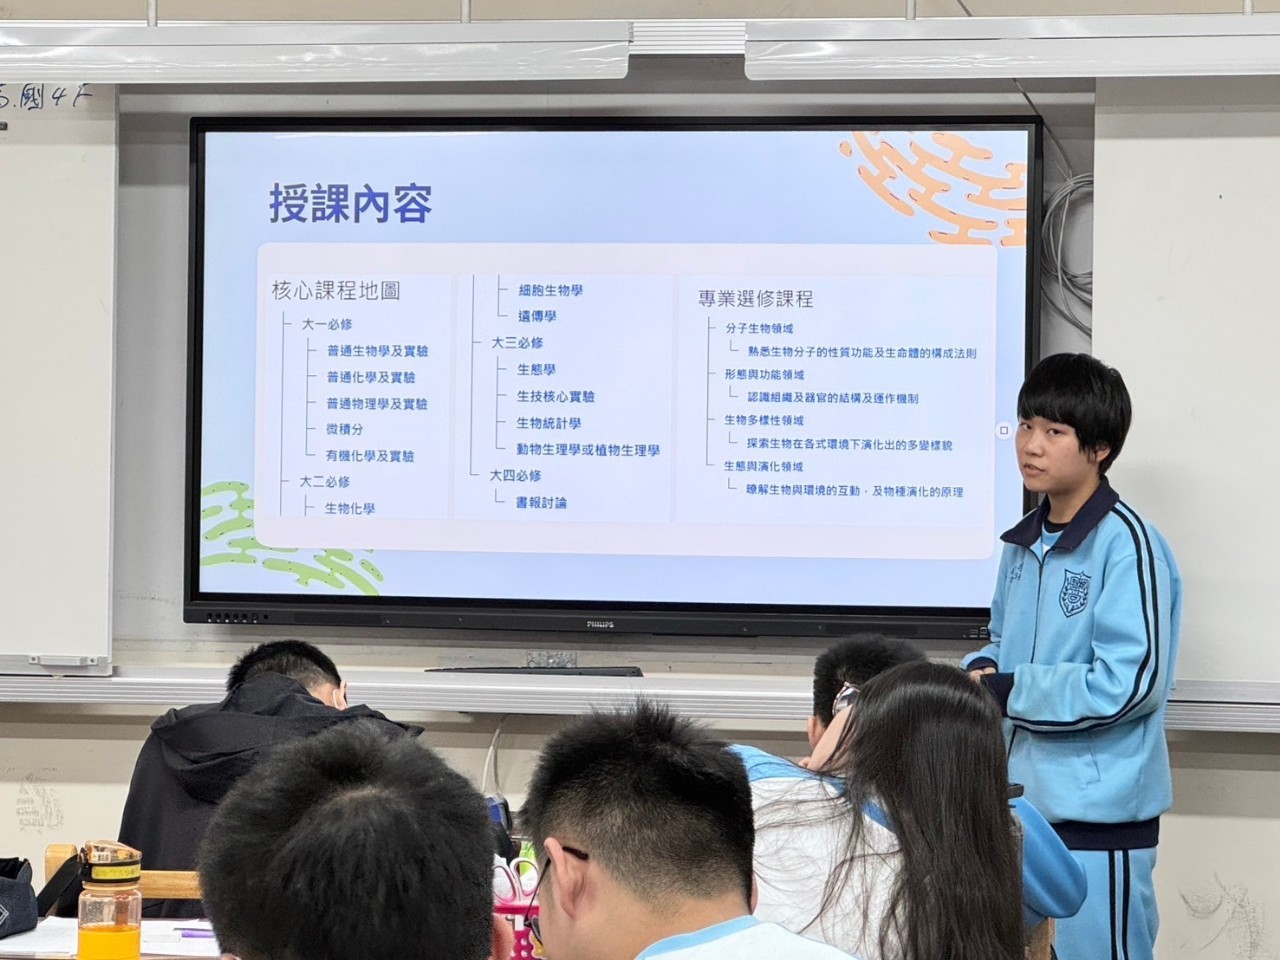 國4下
授課內容
核心課程地圖
大一必修
普通生物學及實驗
普通化學及實驗
普通物理學及實驗
微積分
有機化學及實驗
大二必修
生物化學
細胞生物學
遺傳學
大三必修
生態學
生技核心實驗
生物統計學
動物生理學或植物生理學
大四必修
書報討論
專業選修課程
分子生物領域
熟悉生物分子的性質功能及生命體的構成法則
形態與功能領域
認識組織及器官的結構及運作機制
生物多樣性領域
探索生物在各式環境下演化出的多變樣貌
生態與演化領域
瞭解生物與環境的互動，及物種演化的原理
PHILIPS